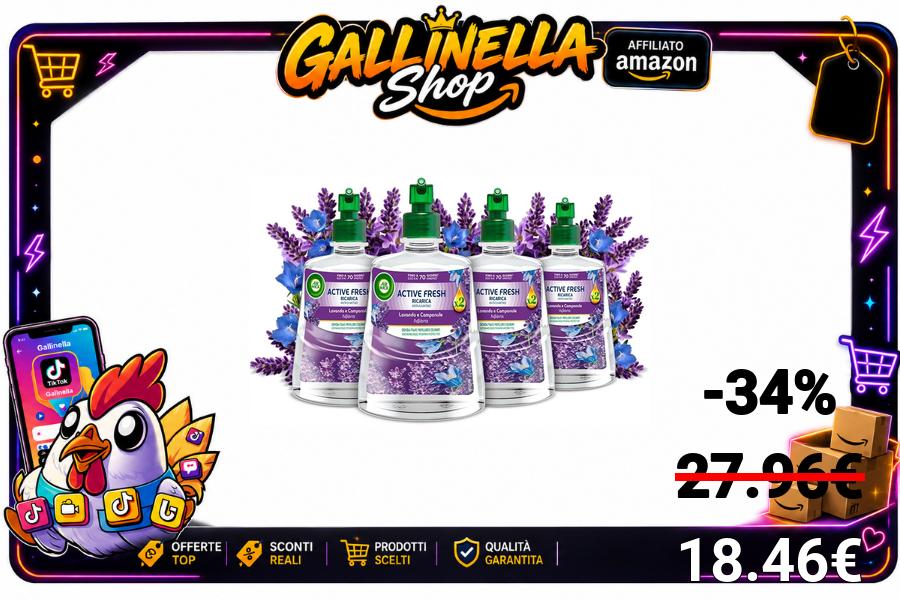 GALLINELLA
Shop
AFFILIATO
amazon
ACTIVE FRESH
RICARICA
Lavanda e Campanule
ACTIVE FRESH
RICARICA
Lavanda e Campanule
ACTIVE FRESH
RICARICA
Lavanda e Campanule
ACTIVE FRESH
RICARICA
Lavanda e Campanule
Gallinella
TikTok
Gallinella
-34%
27.96€
18.46€
OFFERTE
TOP
SCONTI
REALI
PRODOTTI
SCELTI
QUALITÀ
GARANTITA